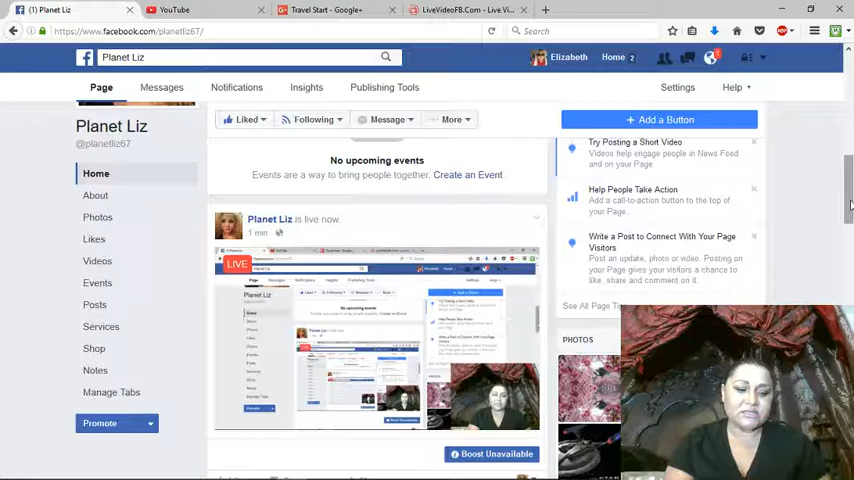 (1) Planet Liz
YouTube
Travel Start - Google+
LiveVideoFB.Com - Live Vi...
https://www.facebook.com/planetliz67/
Search
Planet Liz
Elizabeth
Home 2
1
Page
Messages
Notifications
Insights
Publishing Tools
Settings
Help
Liked
Following
Message
More
+ Add a Button
Planet Liz
@planetliz67
Home
About
Photos
Likes
Videos
Events
Posts
Services
Shop
Notes
Manage Tabs
Promote
No upcoming events
Events are a way to bring people together. Create an Event
Planet Liz is live now.
1 min
LIVE
Boost Unavailable
Try Posting a Short Video
Videos help engage people in News Feed
and on your Page.
Help People Take Action
Add a call-to-action button to the top of
your Page.
Write a Post to Connect With Your Page
Visitors
Post an update, photo or video. Posting
on your Page gives your visitors a chance to
like, share and comment on it.
See All Page
PHOTOS